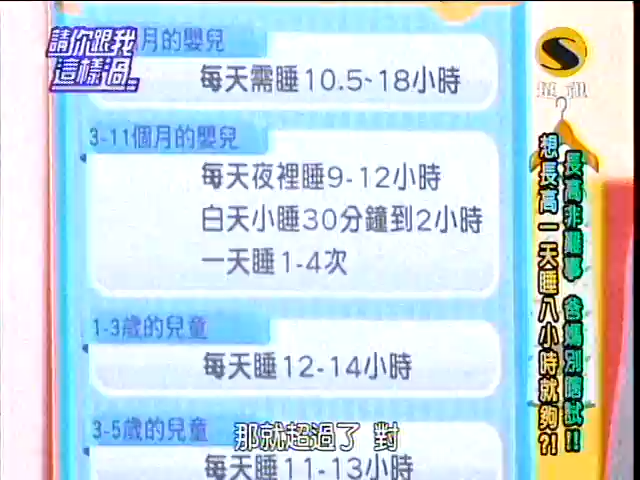 請你跟我
這樣過
月的嬰兒
每天需睡10.5~18小時
3-11個月的嬰兒
每天夜裡睡9-12小時
白天小睡30分鐘到2小時
一天睡1-4次
1-3歲的兒童
每天睡12-14小時
3-5歲的兒童
每天睡11-13小時
那就超過了 對
長高非難事 爸媽別瞎試!!
想長高一天睡八小時就夠?!